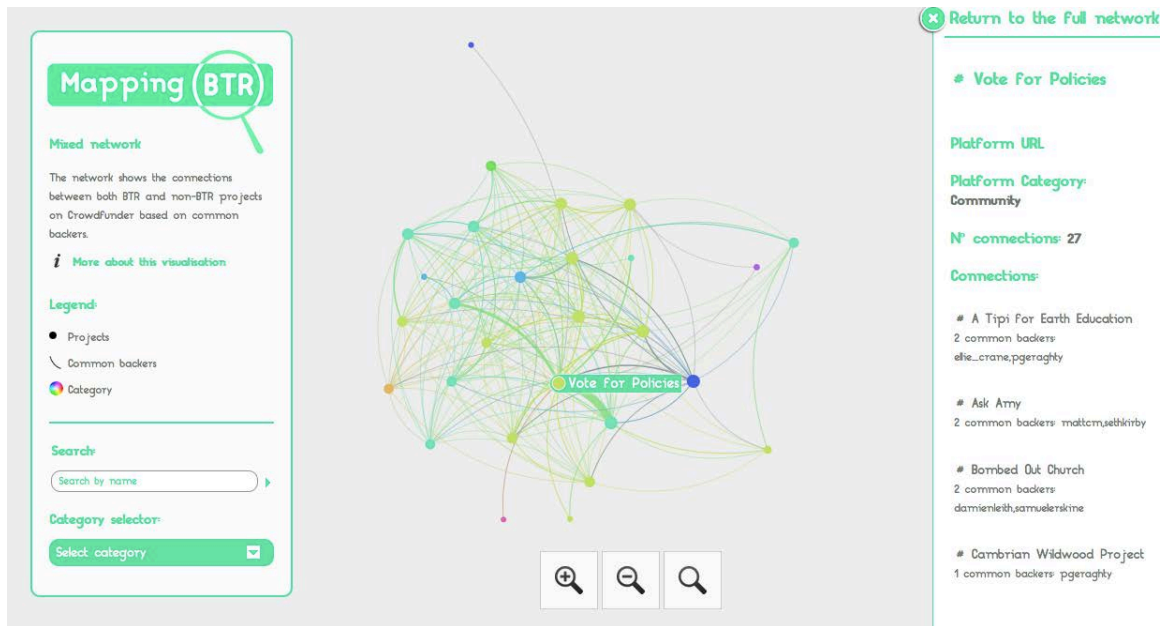 Mapping BTR
Mixed network
The network shows the connections
between both BTR and non-BTR projects
on Crowdfunder based on common
backers.
i More about this visualisation
Legend:
Projects
Common backers
Category
Search:
Search by name
Category selector:
Select category
Vote For Policies
Return to the full network
# Vote For Policies
Platform URL
Platform Category:
Community
N° connections: 27
Connections:
# A Tipi For Earth Education
2 common backers:
ellie_crane,pgeraghty
# Ask Amy
2 common backers: mattcm,sethkirby
# Bombed Out Church
2 common backers:
damienleith,samuelerskine
# Cambrian Wildwood Project
1 common backers: pgeraghty